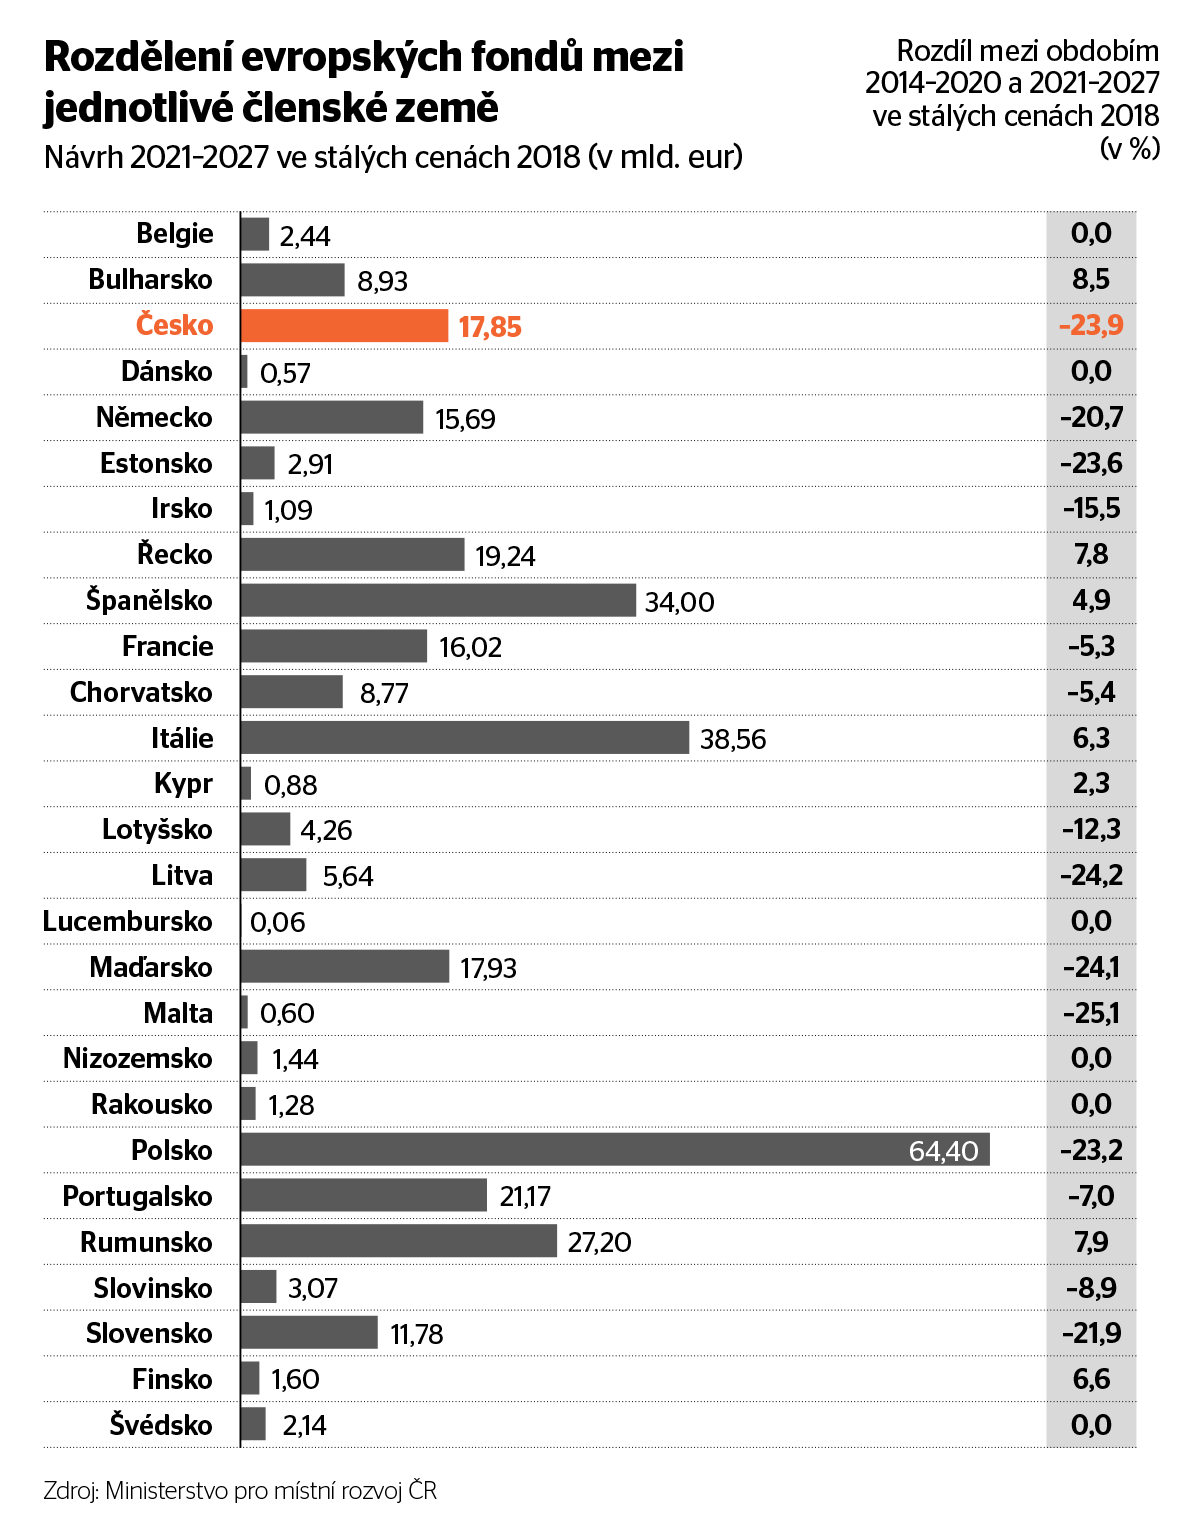 Rozdělení evropských fondů mezi
jednotlivé členské země
Návrh 2021–2027 ve stálých cenách 2018 (v mld. eur)
Rozdíl mezi obdobím
2014–2020 a 2021–2027
ve stálých cenách 2018
(v %)
Belgie 2,44 0,0
Bulharsko 8,93 8,5
Česko 17,85 –23,9
Dánsko 0,57 0,0
Německo 15,69 –20,7
Estonsko 2,91 –23,6
Irsko 1,09 –15,5
Řecko 19,24 7,8
Španělsko 34,00 4,9
Francie 16,02 –5,3
Chorvatsko 8,77 –5,4
Itálie 38,56 6,3
Kypr 0,88 2,3
Lotyšsko 4,26 –12,3
Litva 5,64 –24,2
Lucembursko 0,06 0,0
Maďarsko 17,93 –24,1
Malta 0,60 –25,1
Nizozemsko 1,44 0,0
Rakousko 1,28 0,0
Polsko 64,40 –23,2
Portugalsko 21,17 –7,0
Rumunsko 27,20 7,9
Slovinsko 3,07 –8,9
Slovensko 11,78 –21,9
Finsko 1,60 6,6
Švédsko 2,14 0,0
Zdroj: Ministerstvo pro místní rozvoj ČR